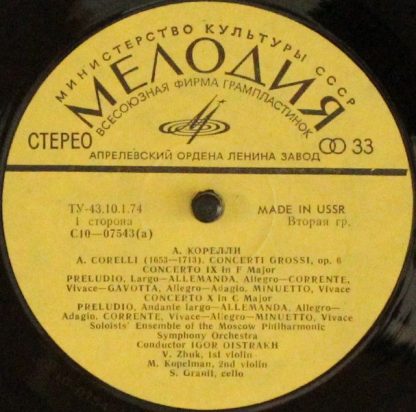 МИНИСТЕРСТВО КУЛЬТУРЫ СССР
МЕЛОДИЯ
ВСЕСОЮЗНАЯ ФИРМА ГРАМПЛАСТИНОК
СТЕРЕО
33
АПРЕЛЕВСКИЙ ОРДЕНА ЛЕНИНА ЗАВОД
ТУ-43.10.1.74
MADE IN USSR
1 сторона
Вторая гр.
С10—07543(а)
А. КОРЕЛЛИ
A. CORELLI (1653—1713). CONCERTI GROSSI, op. 6
CONCERTO IX in F Major
PRELUDIO, Largo—ALLEMANDA, Allegro—CORRENTE,
Vivace—GAVOTTA, Allegro—Adagio. MINUETTO, Vivace
CONCERTO X in C Major
PRELUDIO, Andante largo—ALLEMANDA, Allegro—
Adagio. CORRENTE, Vivace—Allegro—MINUETTO, Vivace
Soloists' Ensemble of the Moscow Philharmonic
Symphony Orchestra
Conductor IGOR OISTRAKH
V. Zhuk, 1st violin
M. Kopelman, 2nd violin
S. Granil, cello